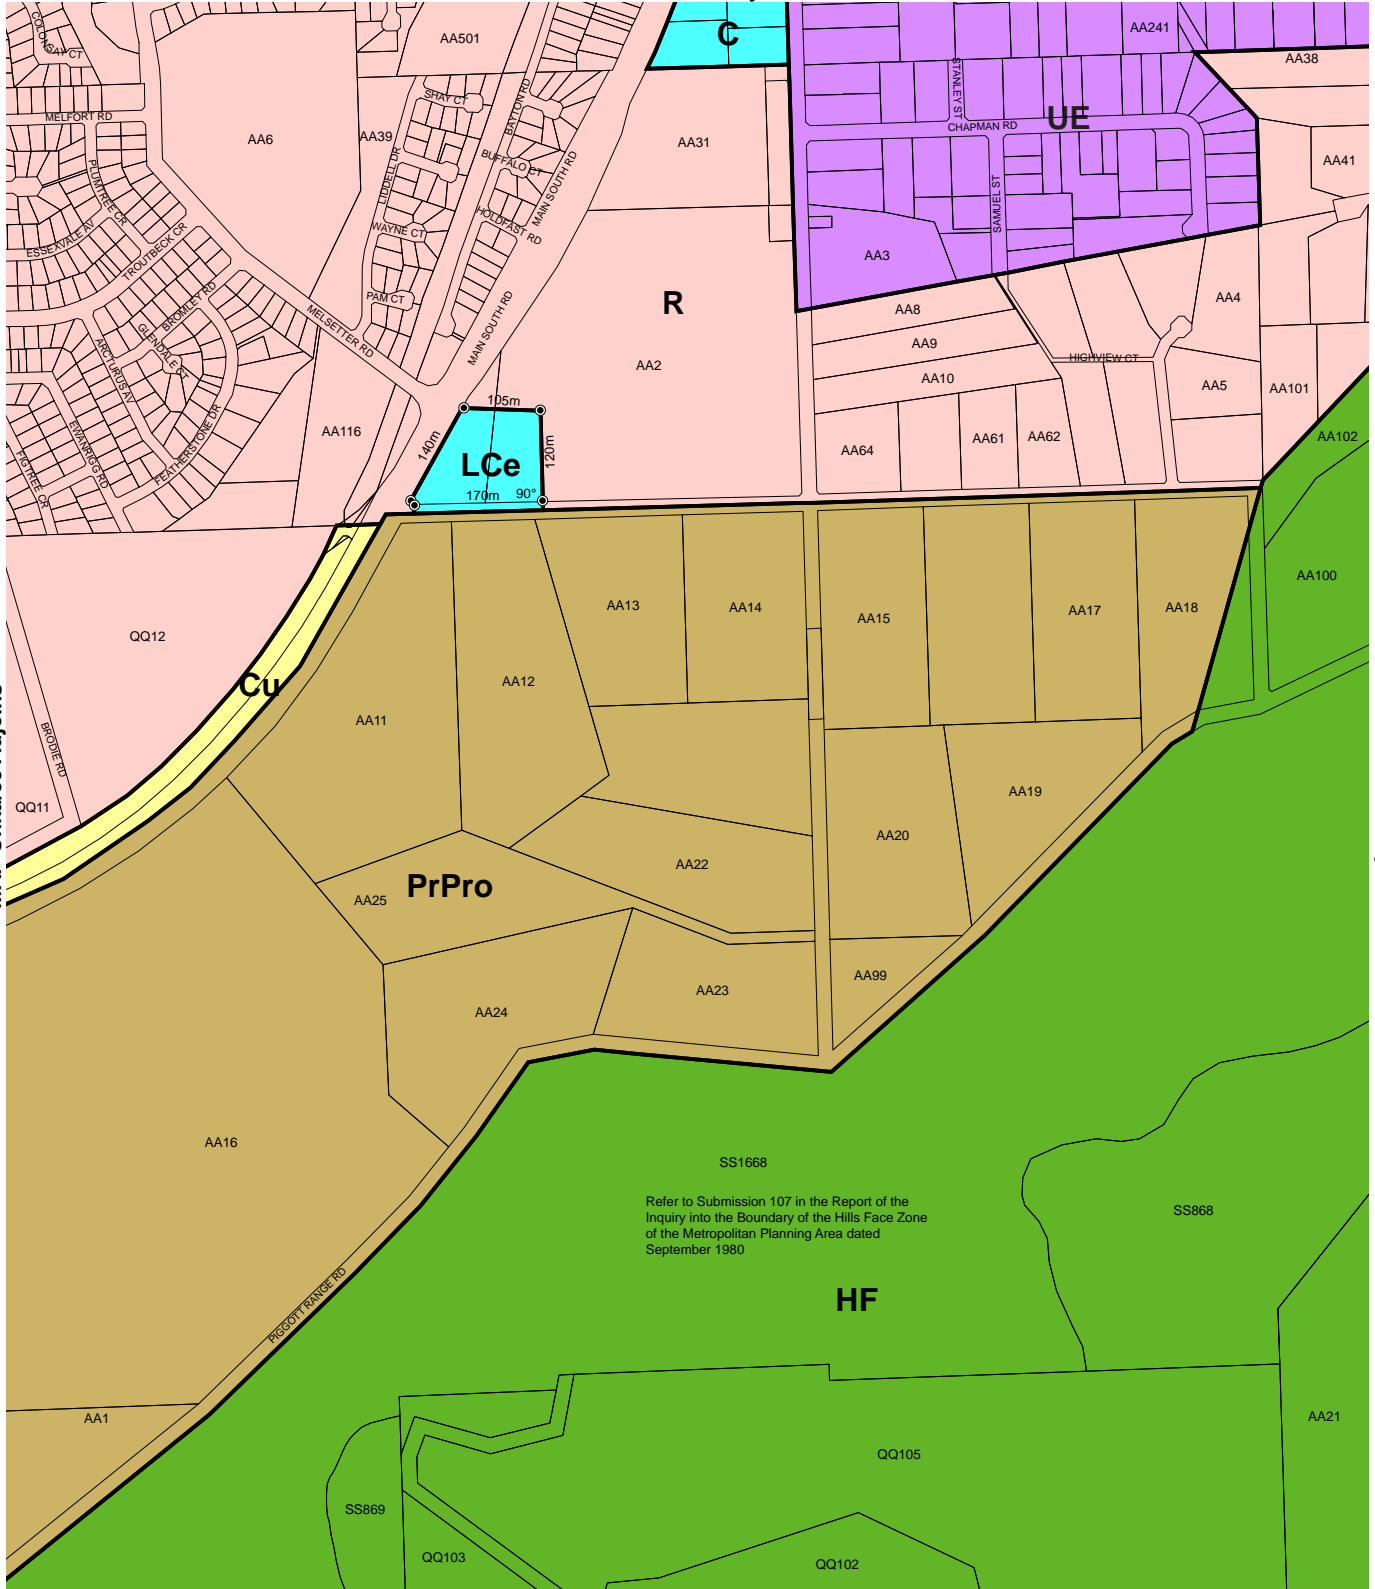 COLONSAY CT
AA501
C
AA241
AA38
SHAY CT
BAYTON RD
STANLEY ST
MELFORT RD
AA6
AA39
AA31
CHAPMAN RD
UE
AA41
PLUMTREE CR
LIDDELL DR
BUFFALO CT
MAIN SOUTH RD
SAMUEL ST
ESSEXVALE AV
TROUTBECK CR
WAYNE CT
HOLDFAST RD
AA3
BROMLEY RD
PAM CT
R
AA8
AA4
MELSETTER RD
MAIN SOUTH RD
AA9
GLENDALE CT
ARCTURUS AV
AA2
HIGHVIEW CT
AA10
AA5
AA101
105m
FEATHERSTONE DR
AA116
140m
120m
AA64
AA61
AA62
AA102
EWANRIGG RD
FIGTREE CR
LCe
170m
90°
AA100
AA13
AA14
AA15
AA17
AA18
QQ12
Cu
AA12
AA11
BRODIE RD
QQ11
AA19
AA20
AA22
PrPro
AA25
AA99
AA23
AA24
AA16
SS1668
Refer to Submission 107 in the Report of the
Inquiry into the Boundary of the Hills Face Zone
of the Metropolitan Planning Area dated
September 1980
SS868
HF
PIGGOTT RANGE RD
AA1
AA21
QQ105
SS869
QQ103
QQ102